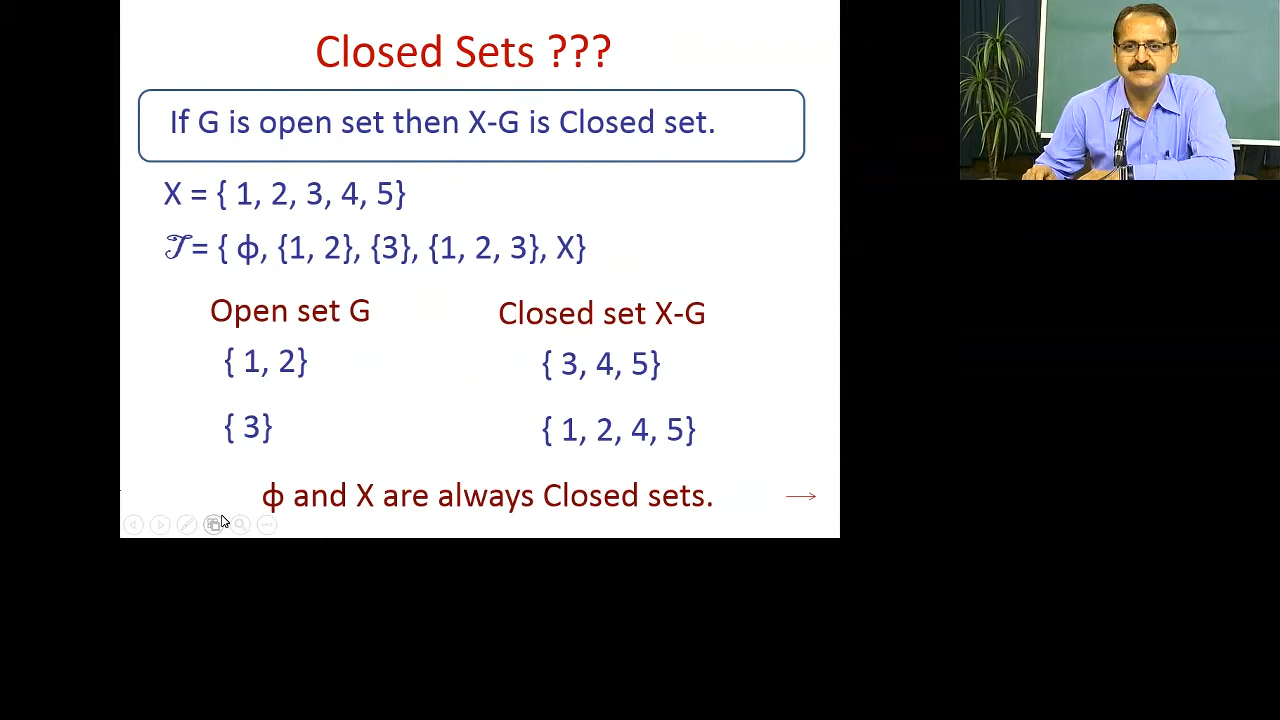 Closed Sets ???
If G is open set then X-G is Closed set.
X = { 1, 2, 3, 4, 5}
𝒯 = { ϕ, {1, 2}, {3}, {1, 2, 3}, X}
Open set G
Closed set X-G
{ 1, 2}
{ 3, 4, 5}
{ 3}
{ 1, 2, 4, 5}
ϕ and X are always Closed sets.